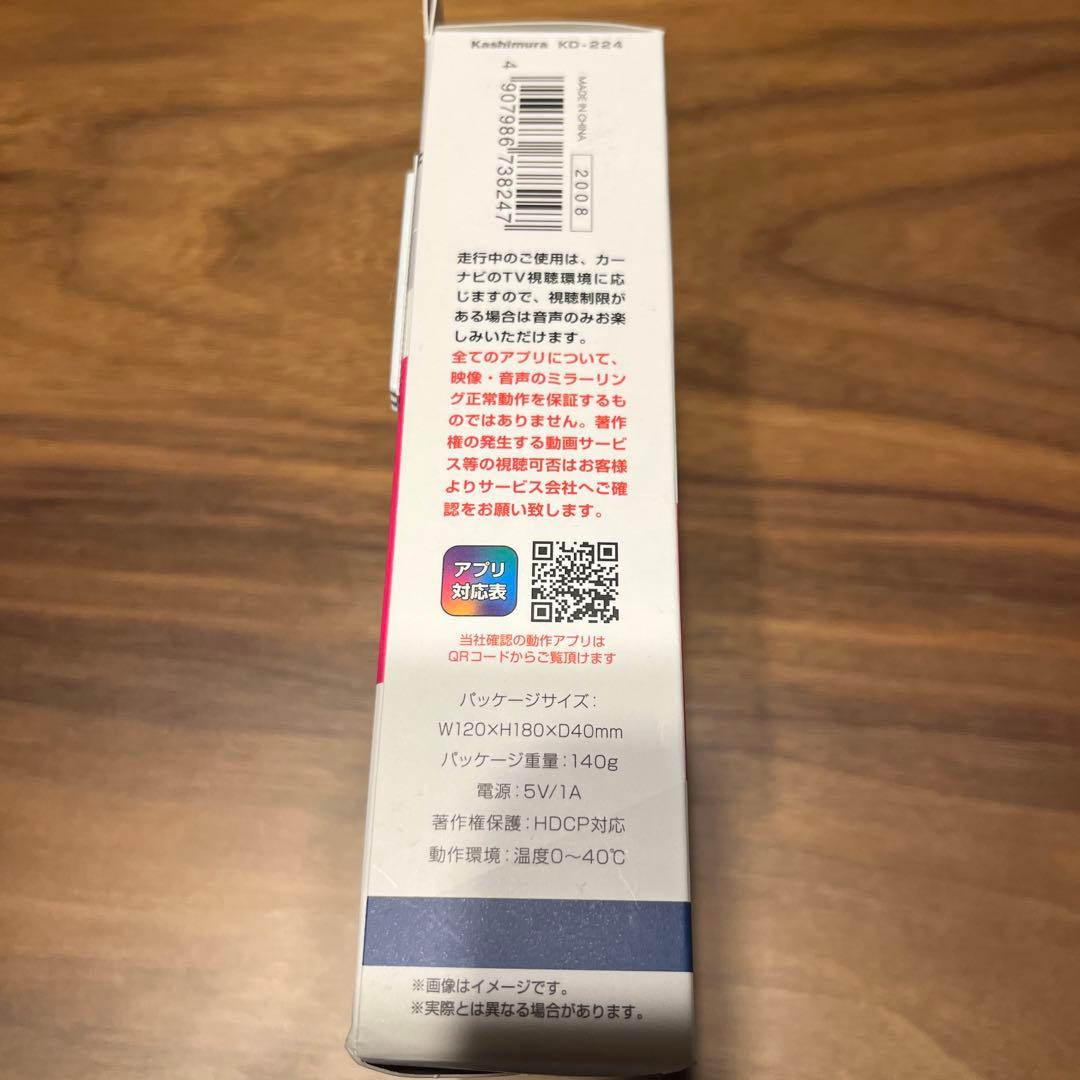 Kashimura KD-224
MADE IN CHINA
2008
4 907986 738247
走行中のご使用は、カー
ナビのTV視聴環境に応
じますので、視聴制限が
ある場合は音声のみお楽
しみいただけます。
全てのアプリについて、
映像・音声のミラーリン
グ正常動作を保証するも
のではありません。著作
権の発生する動画サービ
ス等の視聴可否はお客様
よりサービス会社へご確
認をお願い致します。
アプリ
対応表
当社確認の動作アプリは
QRコードからご覧頂けます
パッケージサイズ:
W120×H180×D40mm
パッケージ重量:140g
電源:5V/1A
著作権保護:HDCP対応
動作環境:温度0〜40℃
※画像はイメージです。
※実際とは異なる場合があります。